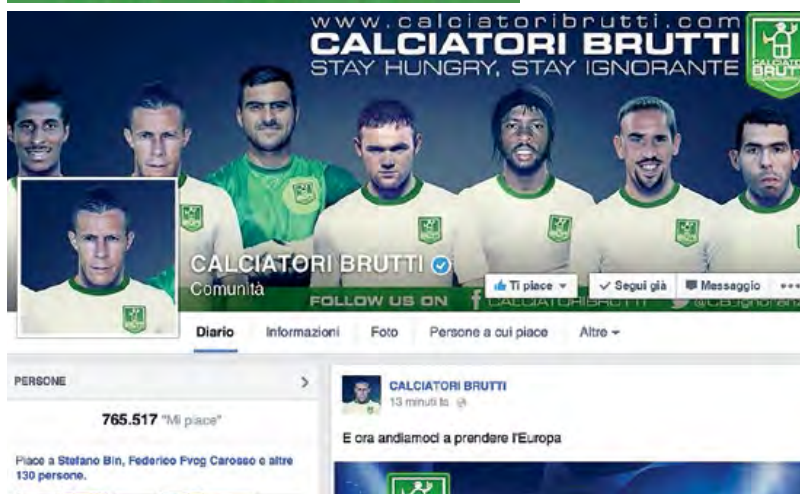 www.calciatoribrutti.com
CALCIATORI BRUTTI
STAY HUNGRY, STAY IGNORANTE
CALCIATORI BRUTTI
Comunità
Ti piace
Segui già
Messaggio
FOLLOW US ON
CALCIATORIBRUTTI
Diario
Informazioni
Foto
Persone a cui piace
Altre
PERSONE
765.517 "Mi piace"
Piace a Stefano Bin, Federico Fvog Carosso e altre
130 persone.
CALCIATORI BRUTTI
13 minuti fa
E ora andiamoci a prendere l'Europa